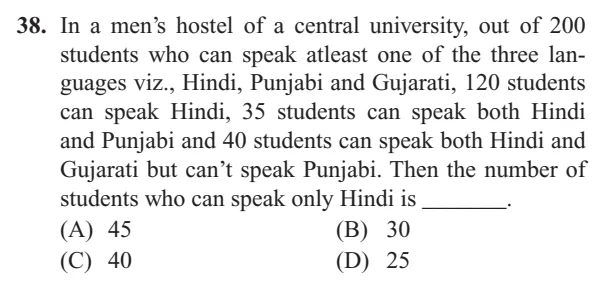 38. In a men's hostel of a central university, out of 200
students who can speak atleast one of the three lan-
guages viz., Hindi, Punjabi and Gujarati, 120 students
can speak Hindi, 35 students can speak both Hindi
and Punjabi and 40 students can speak both Hindi and
Gujarati but can't speak Punjabi. Then the number of
students who can speak only Hindi is _______.
(A) 45 (B) 30
(C) 40 (D) 25